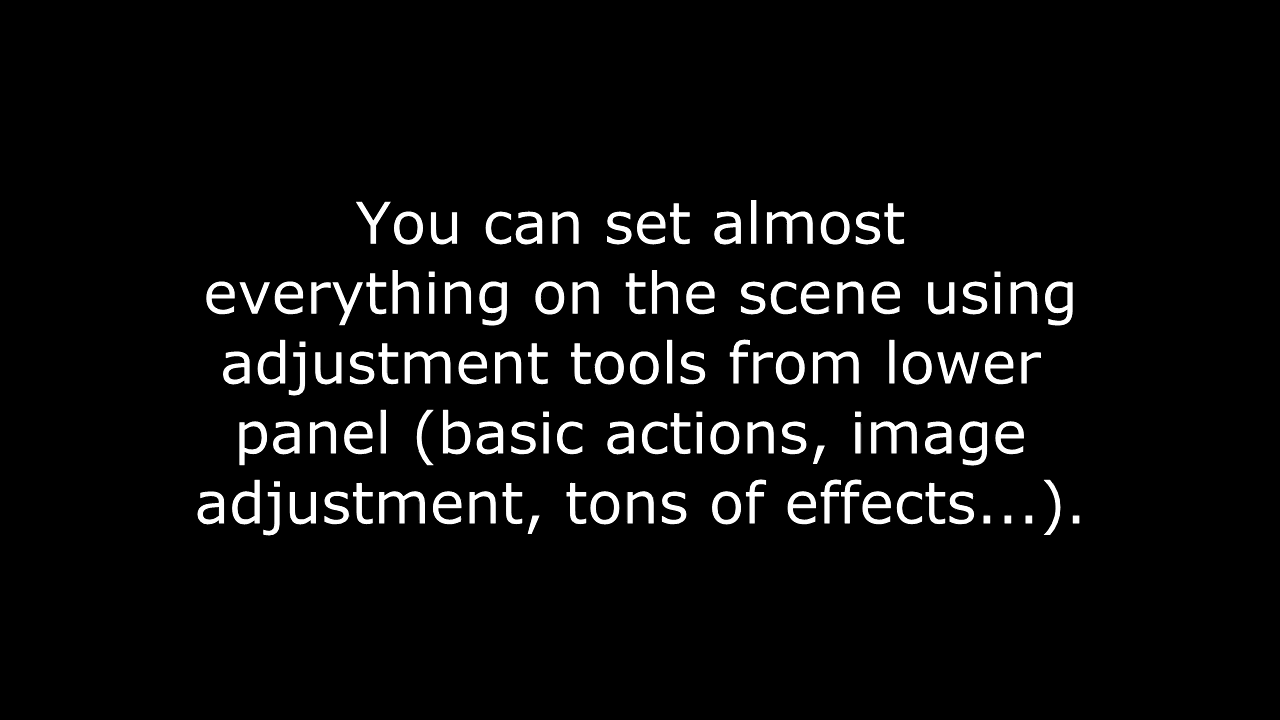 You can set almost
everything on the scene using
adjustment tools from lower
panel (basic actions, image
adjustment, tons of effects...).